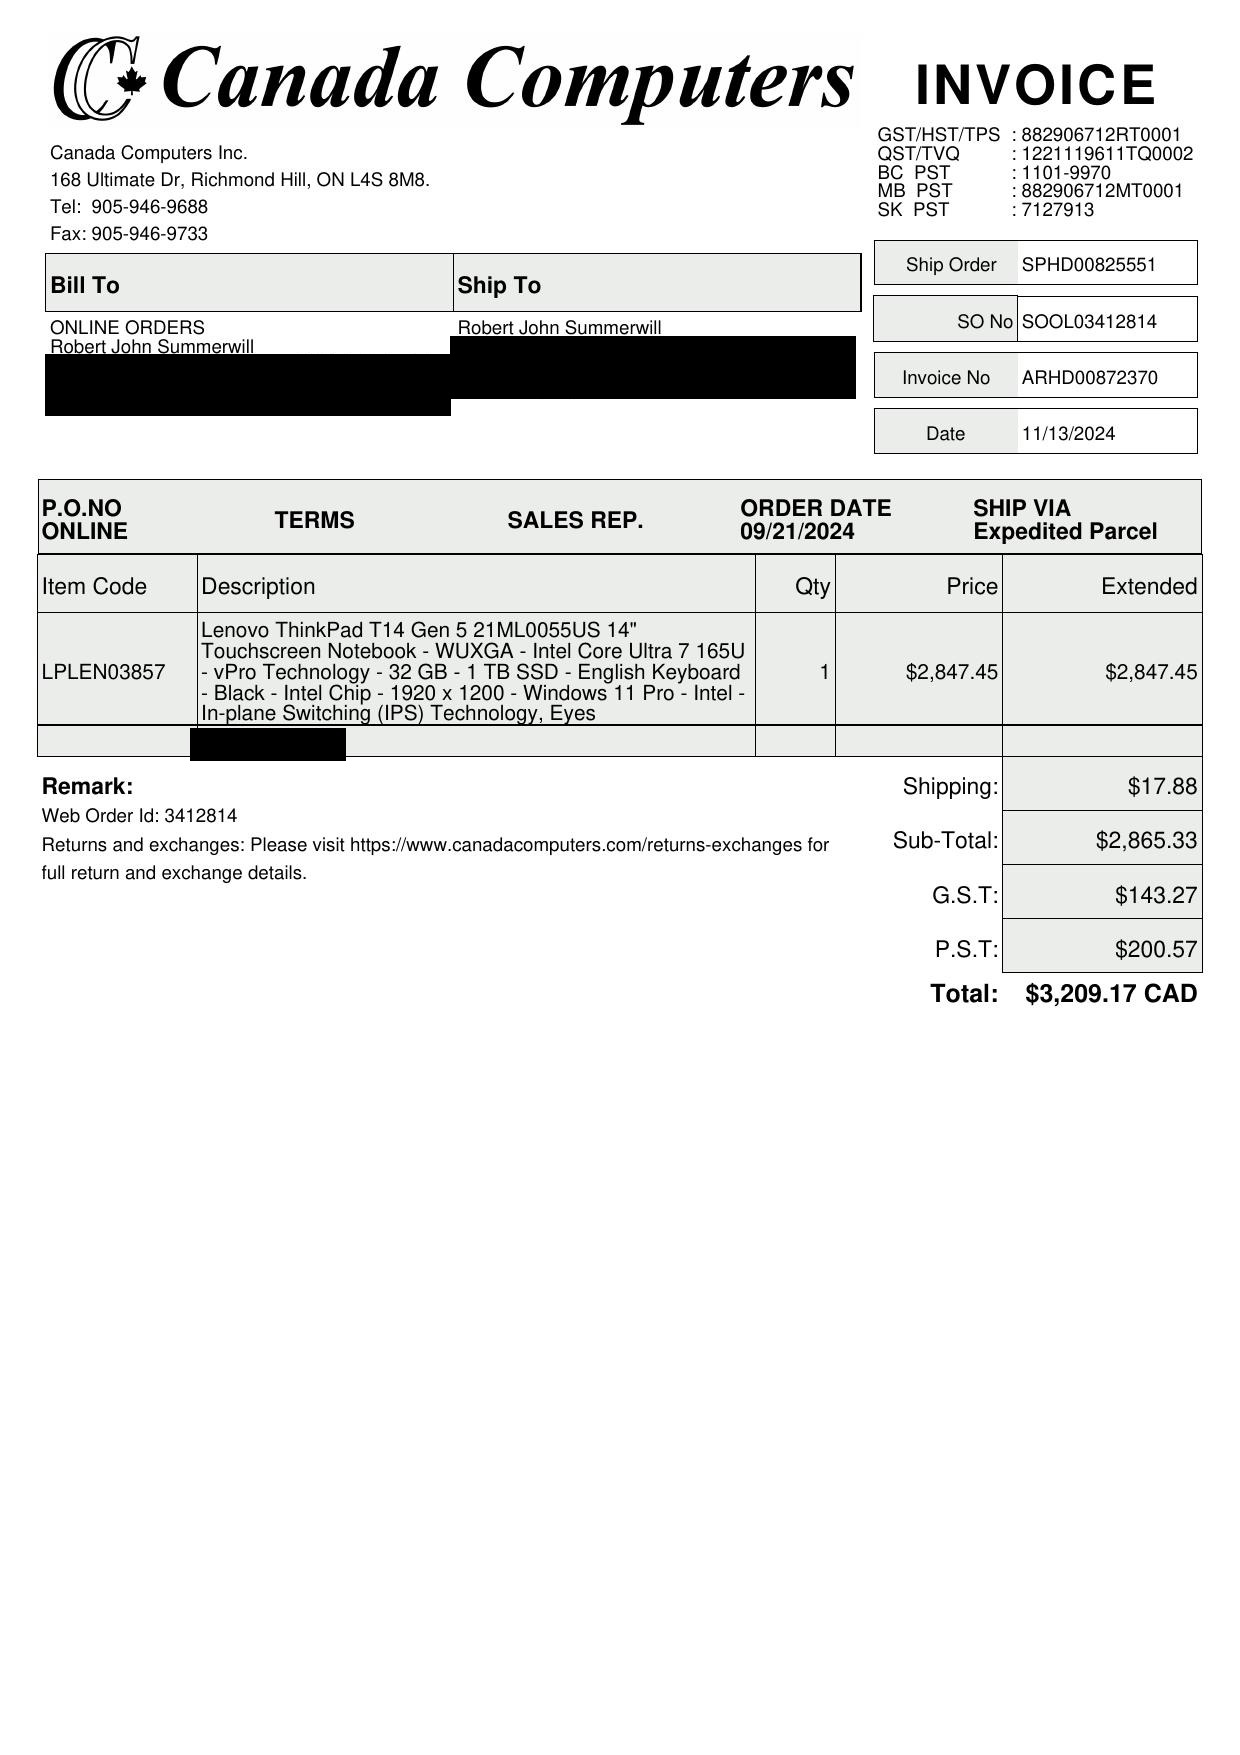 Canada Computers
INVOICE
Canada Computers Inc.
168 Ultimate Dr, Richmond Hill, ON L4S 8M8.
Tel: 905-946-9688
Fax: 905-946-9733
GST/HST/TPS : 882906712RT0001
QST/TVQ : 1221119611TQ0002
BC PST : 1101-9970
MB PST : 882906712MT0001
SK PST : 7127913
Ship Order SPHD00825551
SO No SOOL03412814
Invoice No ARHD00872370
Date 11/13/2024
Bill To
ONLINE ORDERS
Robert John Summerwill
Ship To
Robert John Summerwill
P.O.NO
ONLINE
TERMS
SALES REP.
ORDER DATE
09/21/2024
SHIP VIA
Expedited Parcel
Item Code Description Qty Price Extended
LPLEN03857
Lenovo ThinkPad T14 Gen 5 21ML0055US 14"
Touchscreen Notebook - WUXGA - Intel Core Ultra 7 165U
- vPro Technology - 32 GB - 1 TB SSD - English Keyboard
- Black - Intel Chip - 1920 x 1200 - Windows 11 Pro - Intel -
In-plane Switching (IPS) Technology, Eyes
1 $2,847.45 $2,847.45
Remark:
Web Order Id: 3412814
Returns and exchanges: Please visit https://www.canadacomputers.com/returns-exchanges for
full return and exchange details.
Shipping: $17.88
Sub-Total: $2,865.33
G.S.T: $143.27
P.S.T: $200.57
Total: $3,209.17 CAD